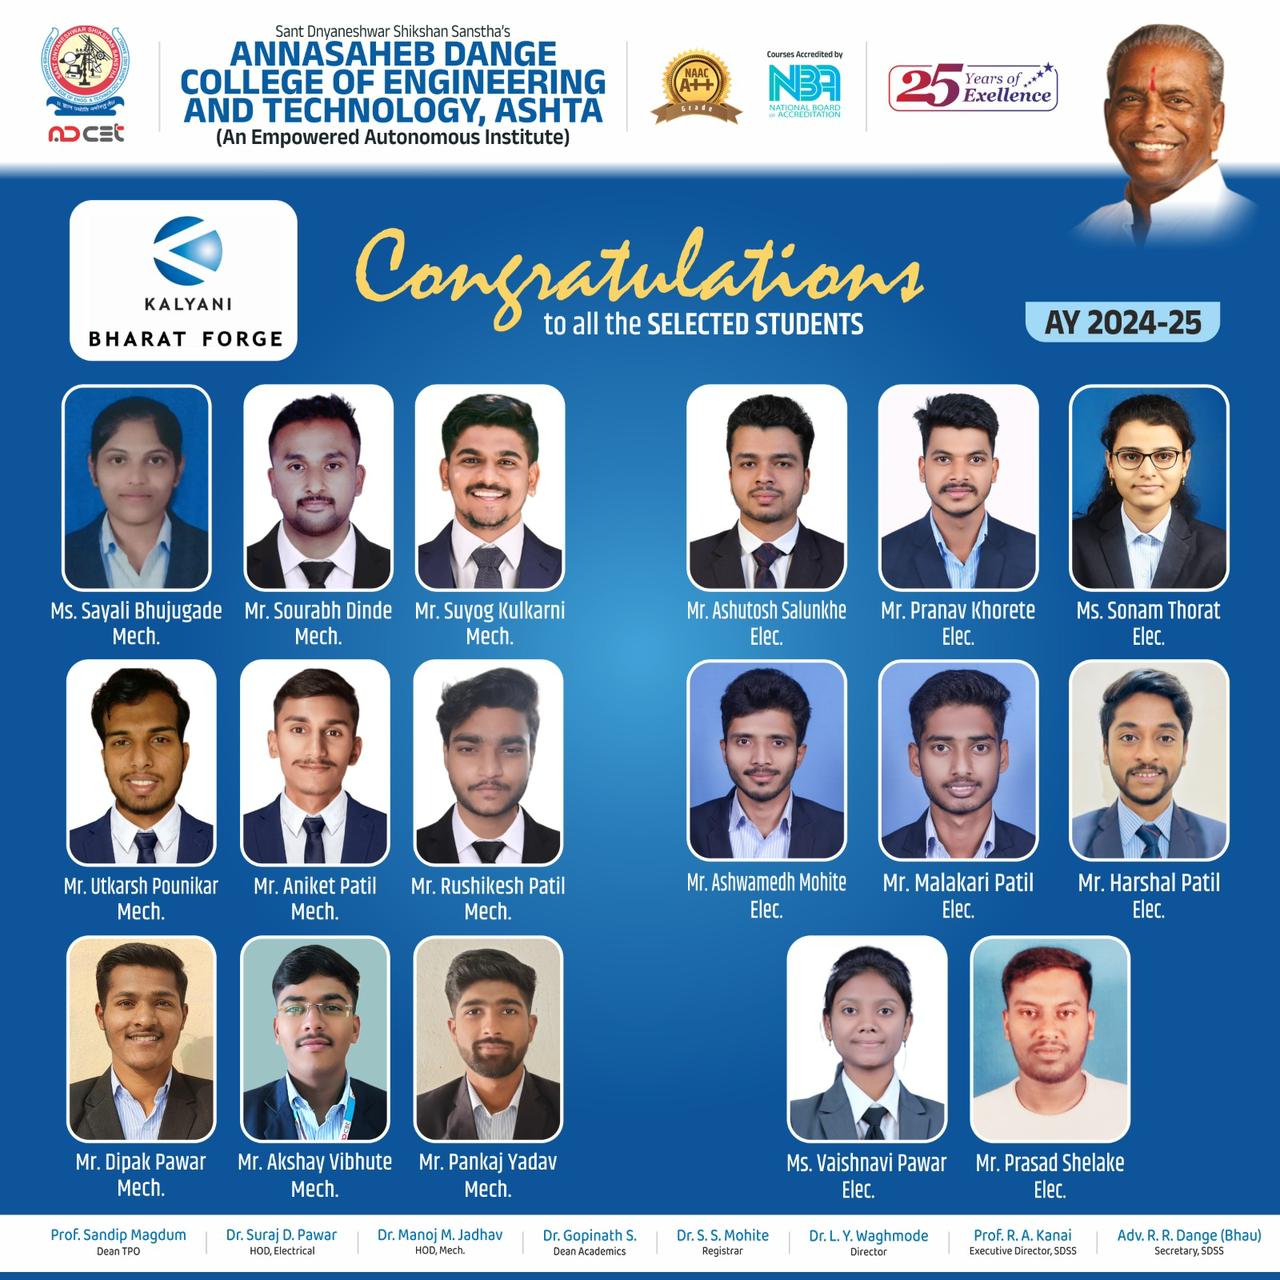 Sant Dnyaneshwar Shikshan Sanstha's
ANNASAHEB DANGE
COLLEGE OF ENGINEERING
AND TECHNOLOGY, ASHTA
(An Empowered Autonomous Institute)
ADCET
NAAC
A++
Grade
Courses Accredited by
NBA
NATIONAL BOARD
of ACCREDITATION
25 Years of
Exellence
KALYANI
BHARAT FORGE
Congratulations
to all the SELECTED STUDENTS
AY 2024-25
Ms. Sayali Bhujugade
Mech.
Mr. Sourabh Dinde
Mech.
Mr. Suyog Kulkarni
Mech.
Mr. Ashutosh Salunkhe
Elec.
Mr. Pranav Khorete
Elec.
Ms. Sonam Thorat
Elec.
Mr. Utkarsh Pounikar
Mech.
Mr. Aniket Patil
Mech.
Mr. Rushikesh Patil
Mech.
Mr. Ashwamedh Mohite
Elec.
Mr. Malakari Patil
Elec.
Mr. Harshal Patil
Elec.
Mr. Dipak Pawar
Mech.
Mr. Akshay Vibhute
Mech.
Mr. Pankaj Yadav
Mech.
Ms. Vaishnavi Pawar
Elec.
Mr. Prasad Shelake
Elec.
Prof. Sandip Magdum
Dean TPO
Dr. Suraj D. Pawar
HOD, Electrical
Dr. Manoj M. Jadhav
HOD, Mech.
Dr. Gopinath S.
Dean Academics
Dr. S. S. Mohite
Registrar
Dr. L. Y. Waghmode
Director
Prof. R. A. Kanai
Executive Director, SDSS
Adv. R. R. Dange (Bhau)
Secretary, SDSS